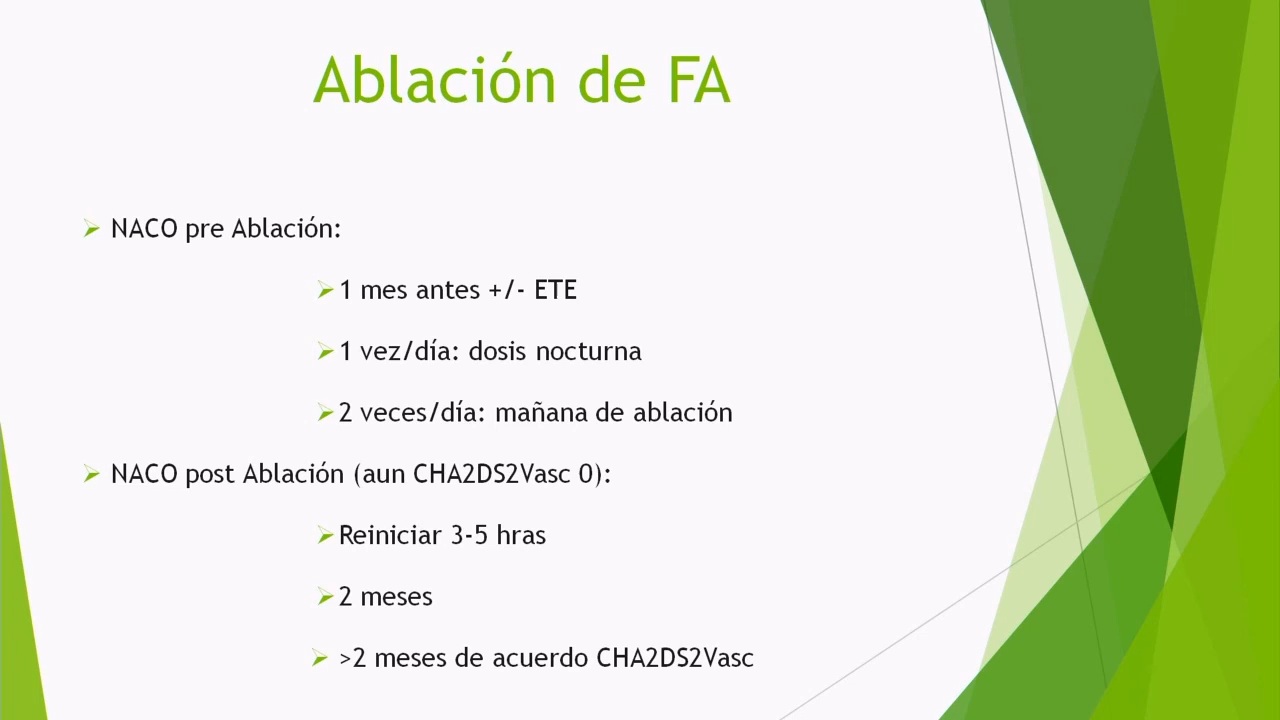 Ablación de FA
NACO pre Ablación:
1 mes antes +/- ETE
1 vez/día: dosis nocturna
2 veces/día: mañana de ablación
NACO post Ablación (aun CHA2DS2Vasc 0):
Reiniciar 3-5 hras
2 meses
>2 meses de acuerdo CHA2DS2Vasc